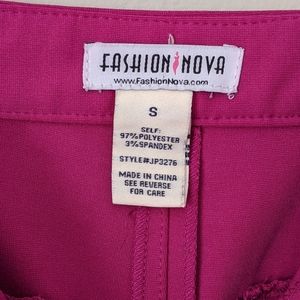 FASHION NOVA
www.FashionNova.com
S
SELF:
97%POLYESTER
3%SPANDEX
STYLE#JP3276
MADE IN CHINA
SEE REVERSE
FOR CARE